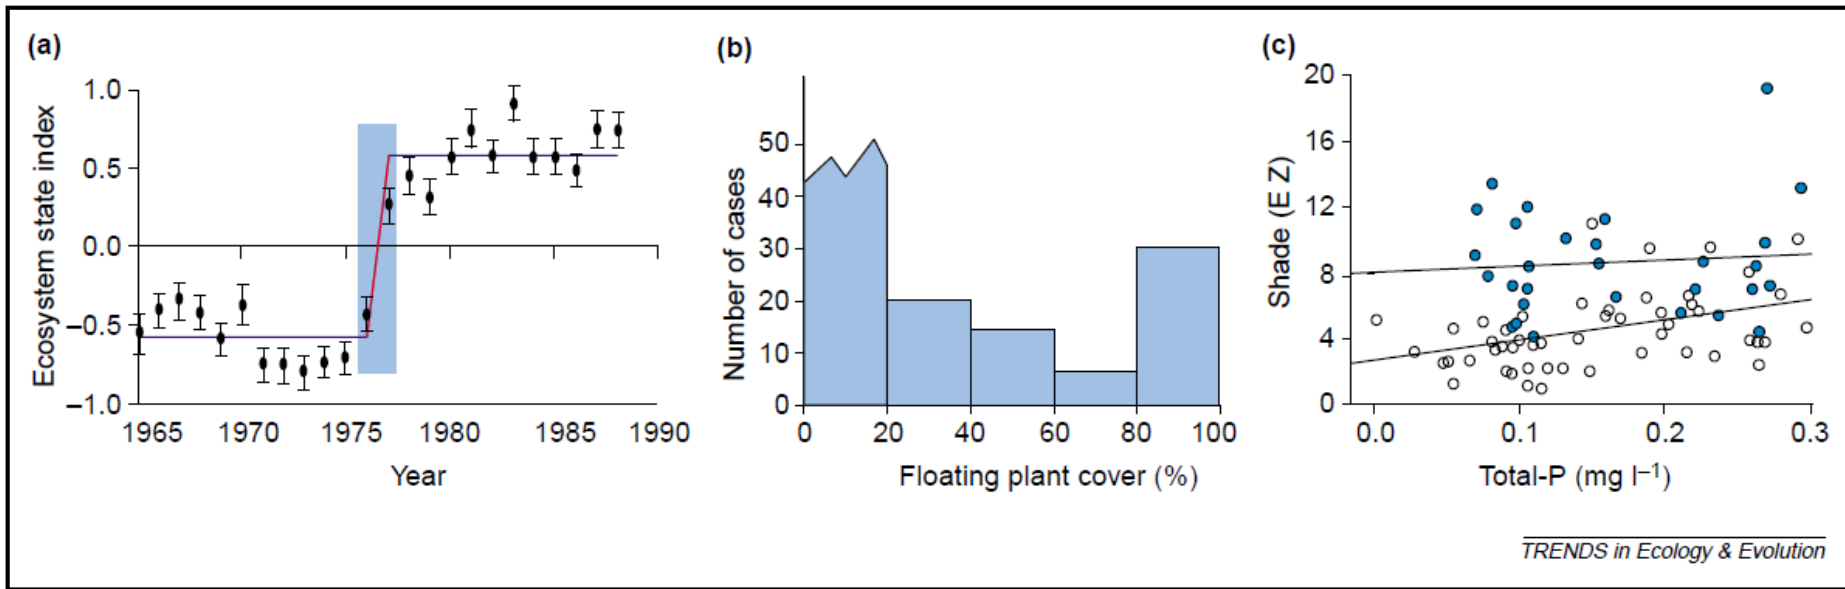 (a)
1.0
0.5
0.0
−0.5
−1.0
Ecosystem state index
1965 1970 1975 1980 1985 1990
Year
(b)
50
40
30
20
10
0
Number of cases
0 20 40 60 80 100
Floating plant cover (%)
(c)
20
16
12
8
4
0
Shade (E Z)
0.0 0.1 0.2 0.3
Total-P (mg l–1)
TRENDS in Ecology & Evolution